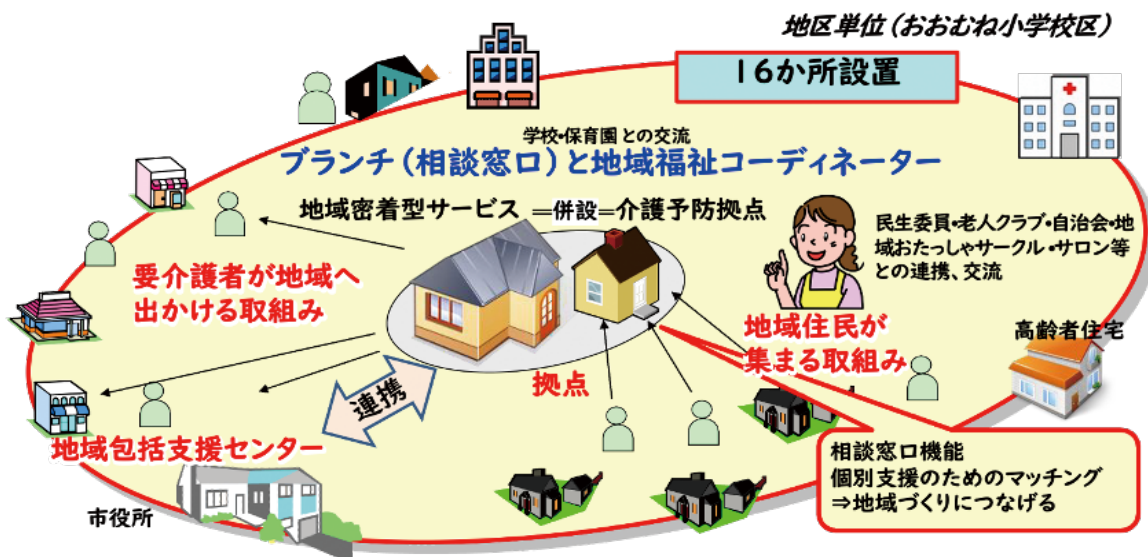 地区単位（おおむね小学校区）
16か所設置
学校・保育園との交流
ブランチ（相談窓口）と地域福祉コーディネーター
地域密着型サービス ＝併設＝介護予防拠点
民生委員・老人クラブ・自治会・地
域おたっしゃサークル・サロン等
との連携、交流
要介護者が地域へ
出かける取組み
地域住民が
集まる取組み
高齢者住宅
拠点
連携
地域包括支援センター
相談窓口機能
個別支援のためのマッチング
⇒地域づくりにつなげる
市役所